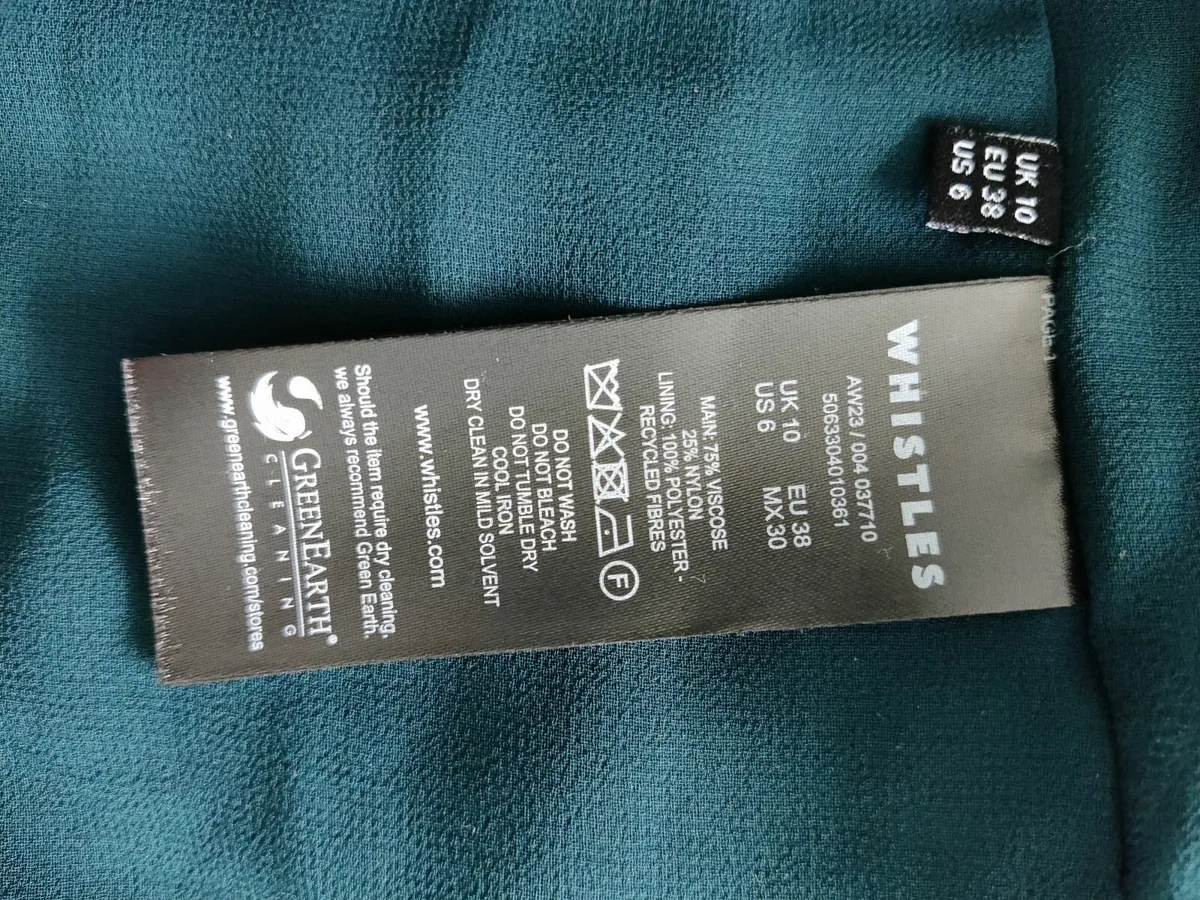 UK 10
EU 38
US 6
PAGE 1
WHISTLES
AW23 / 004 037710
5063304010361
UK 10 EU 38
US 6 MX 30
MAIN: 75% VISCOSE
25% NYLON
LINING: 100% POLYESTER-
RECYCLED FIBRES
F
DO NOT WASH
DO NOT BLEACH
DO NOT TUMBLE DRY
COOL IRON
DRY CLEAN IN MILD SOLVENT
www.whistles.com
Should the item require dry cleaning,
we always recommend Green Earth.
GREENEARTH®
CLEANING
www.greenearthcleaning.com/stores